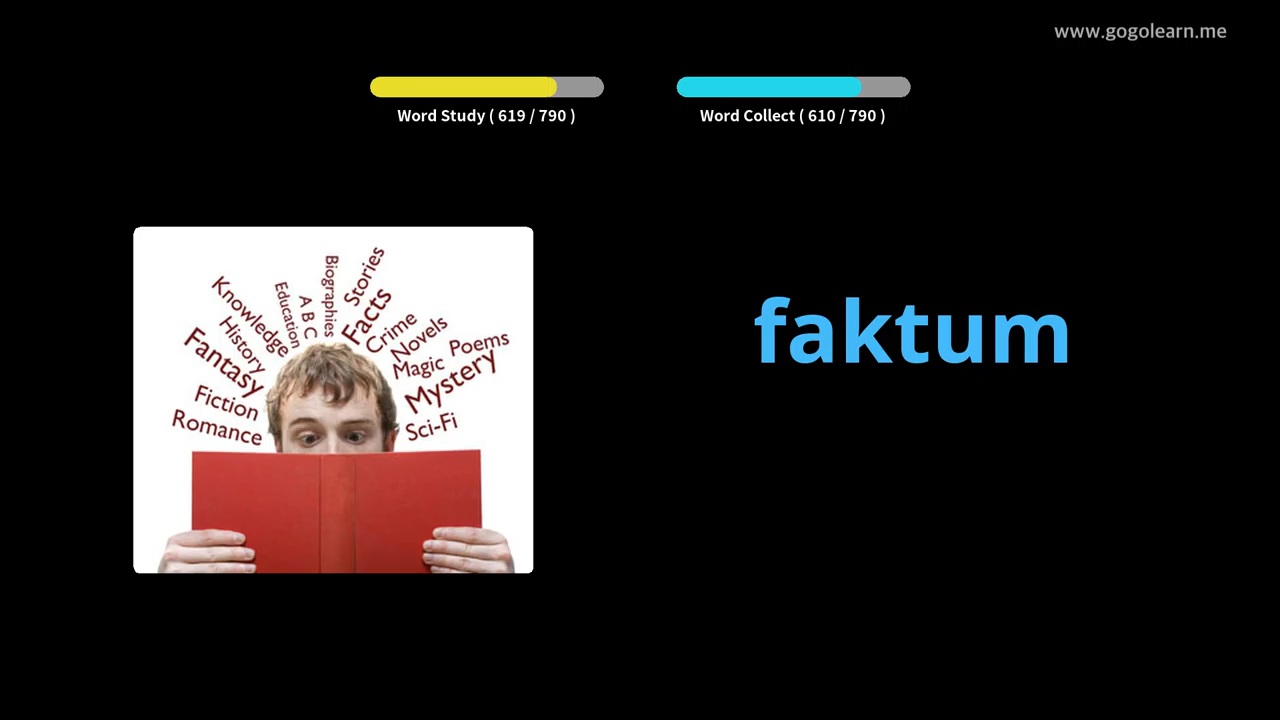 www.gogolearn.me
Word Study ( 619 / 790 )
Word Collect ( 610 / 790 )
Biographies
Stories
Education
A B C
Facts
Knowledge
Crime
History
Novels
Poems
Fantasy
Magic
Mystery
Fiction
Romance
Sci-Fi
faktum